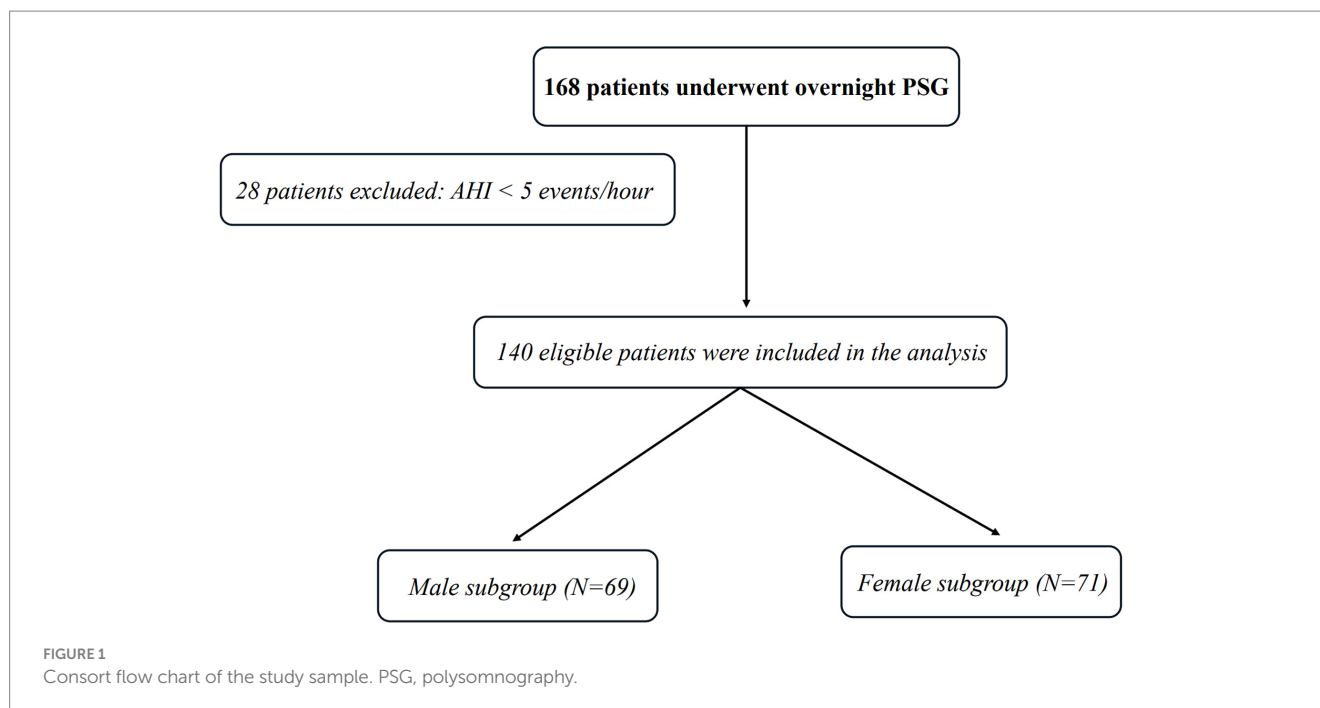 168 patients underwent overnight PSG
28 patients excluded: AHI < 5 events/hour
140 eligible patients were included in the analysis
Male subgroup (N=69)
Female subgroup (N=71)
FIGURE 1
Consort flow chart of the study sample. PSG, polysomnography.